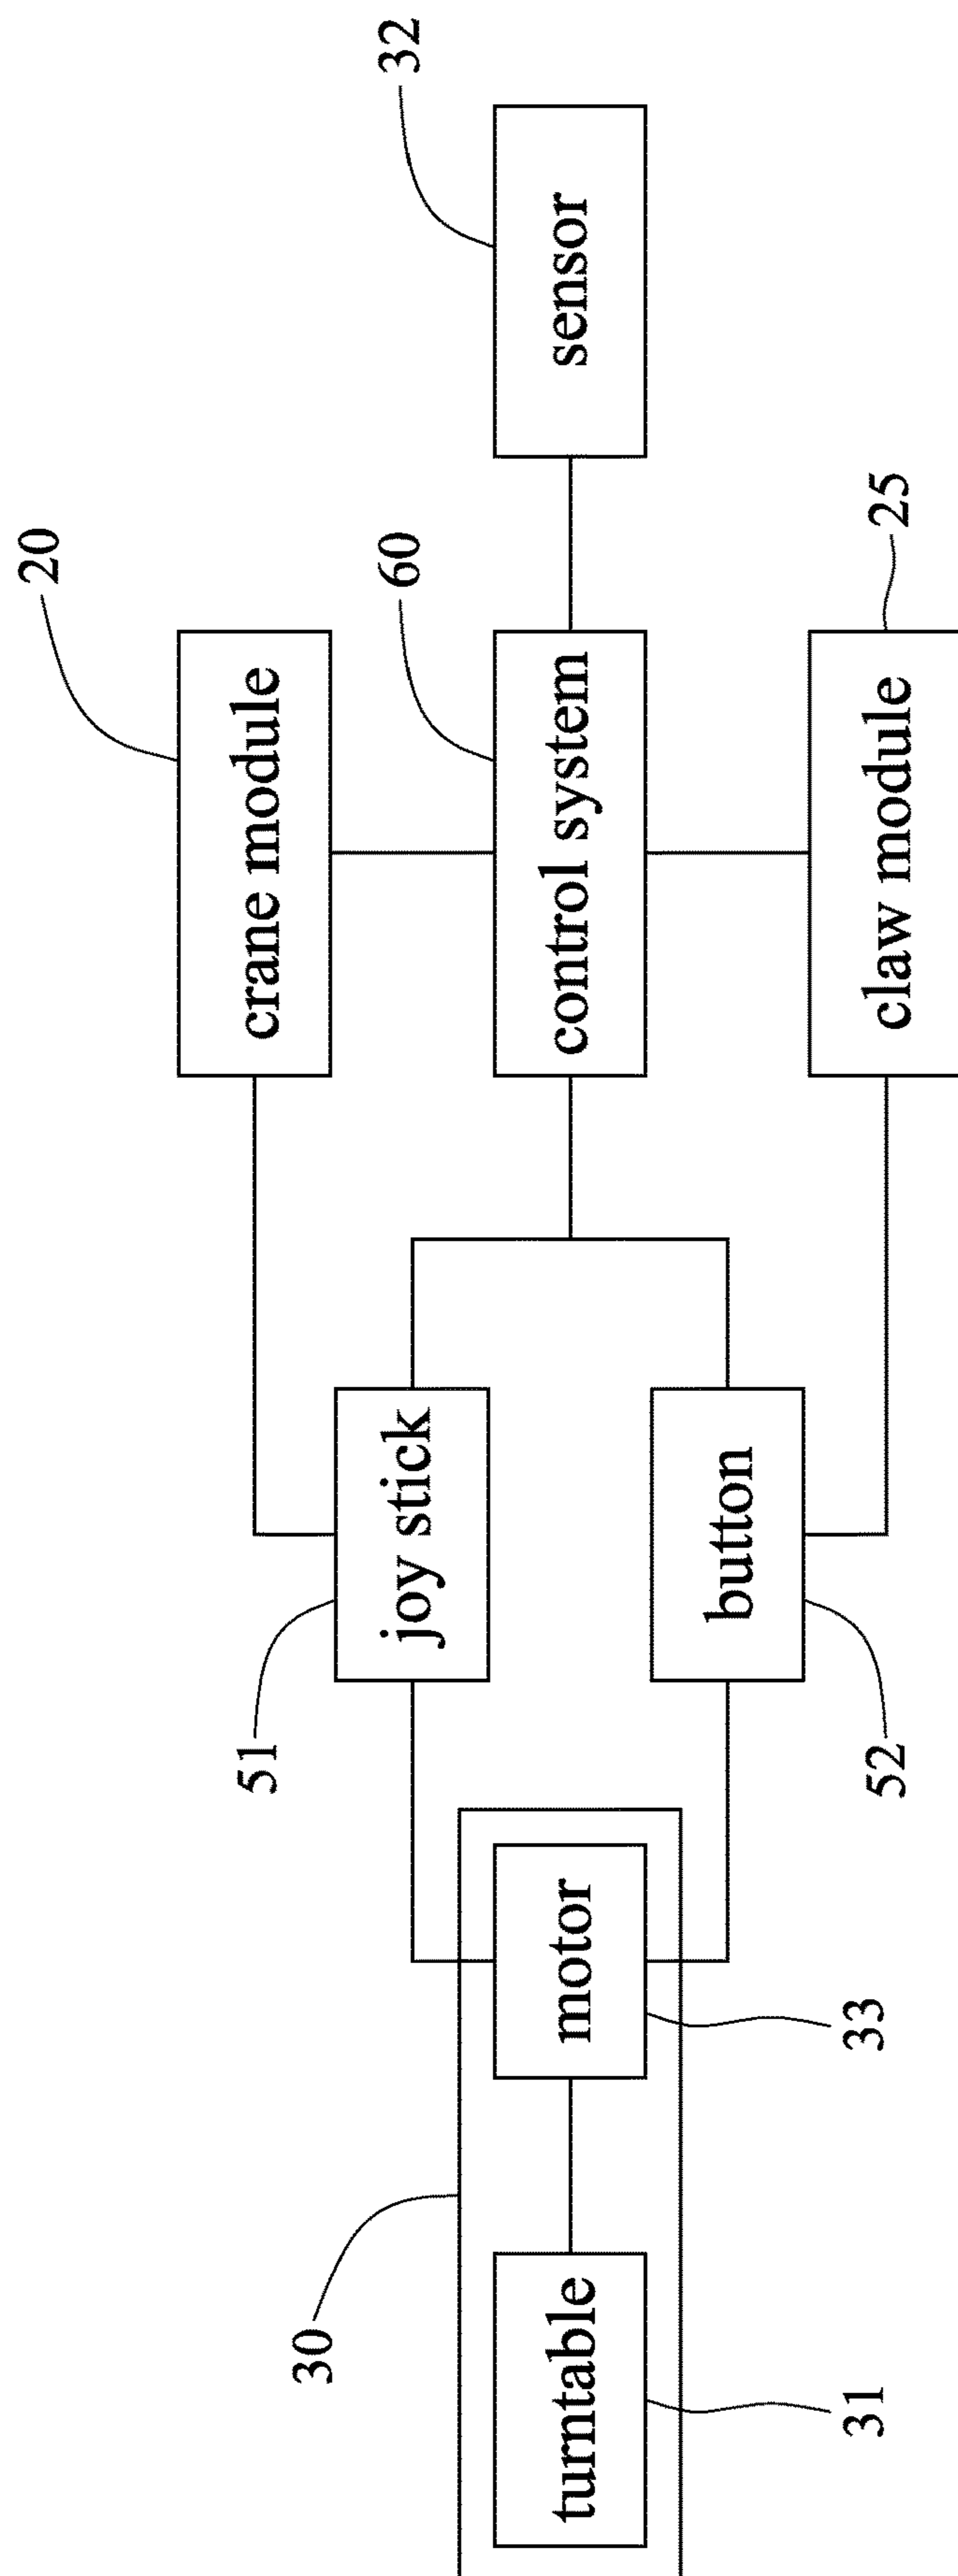 20
crane module
32
60
sensor
control system
51
joy stick
25
claw module
30
motor
button
turntable
33
52
31